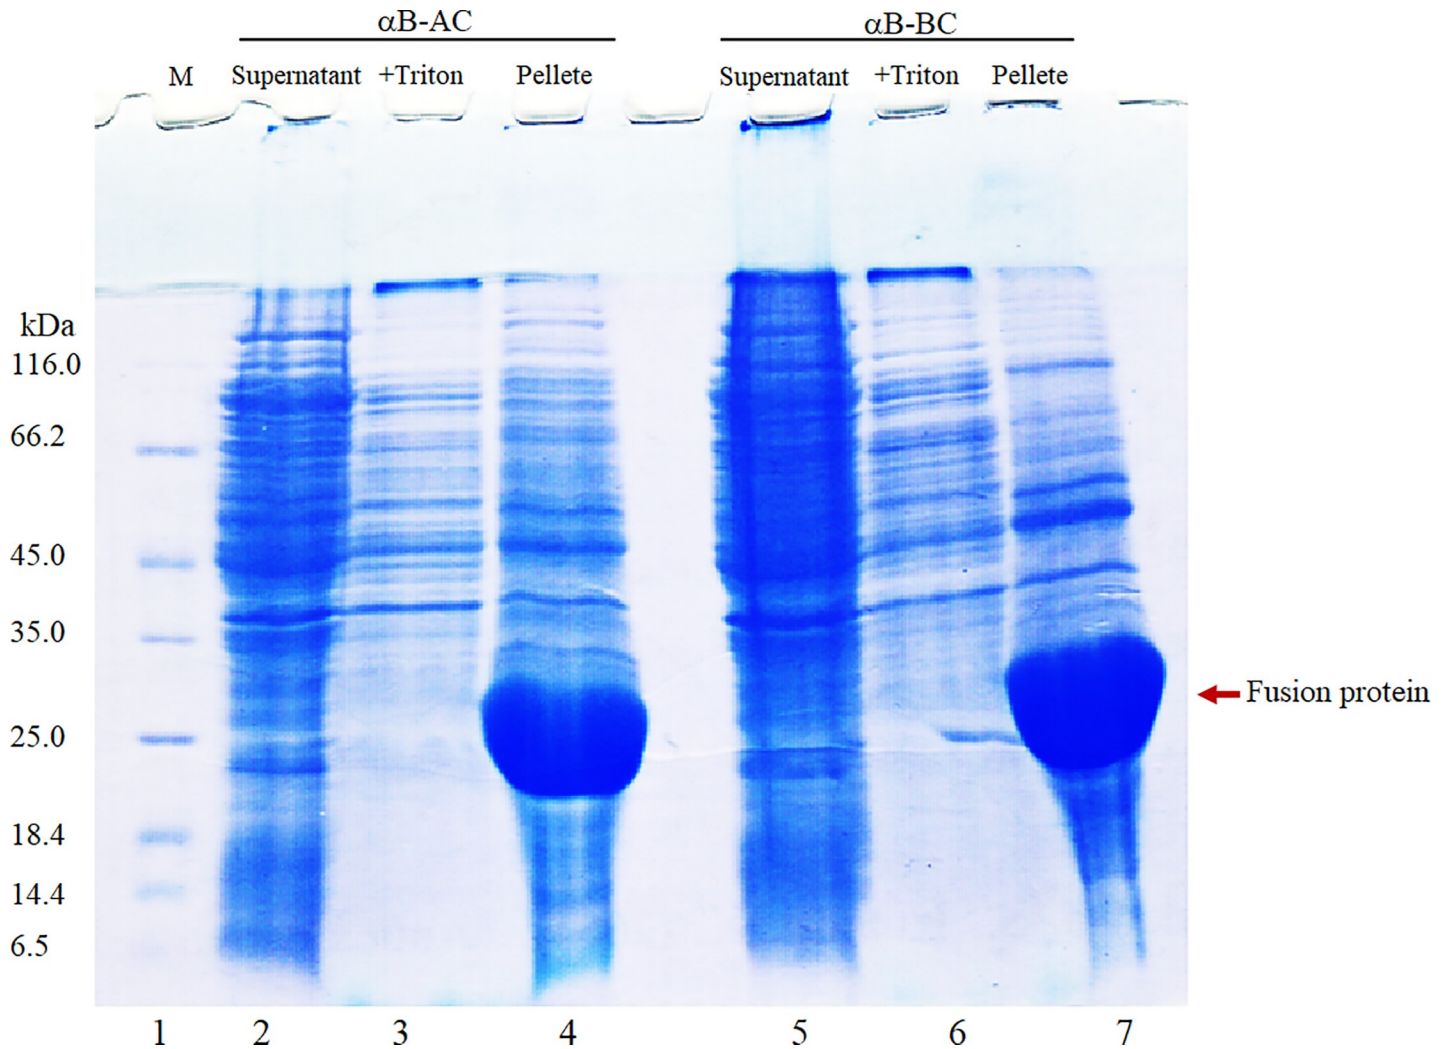 αB-AC αB-BC
M Supernatant +Triton Pellete Supernatant +Triton Pellete
kDa
116.0
66.2
45.0
35.0
Fusion protein
25.0
18.4
14.4
6.5
1 2 3 4 5 6 7